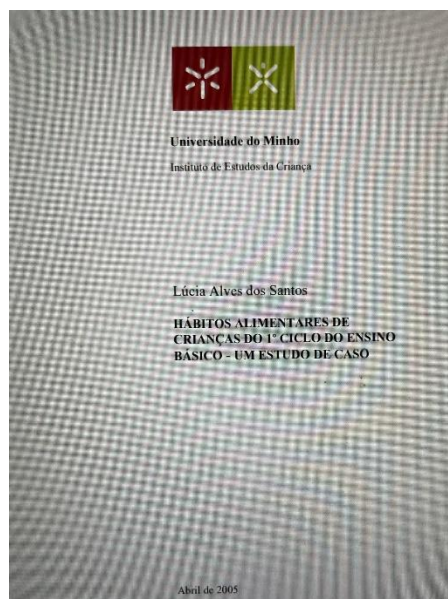 Universidade do Minho
Instituto de Estudos da Criança
Lúcia Alves dos Santos
HÁBITOS ALIMENTARES DE
CRIANÇAS DO 1º CICLO DO ENSINO
BÁSICO - UM ESTUDO DE CASO
Abril de 2005